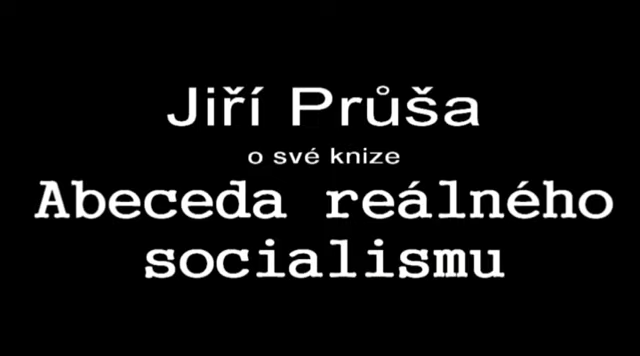 Jiří Průša
o své knize
Abeceda reálného
socialismu